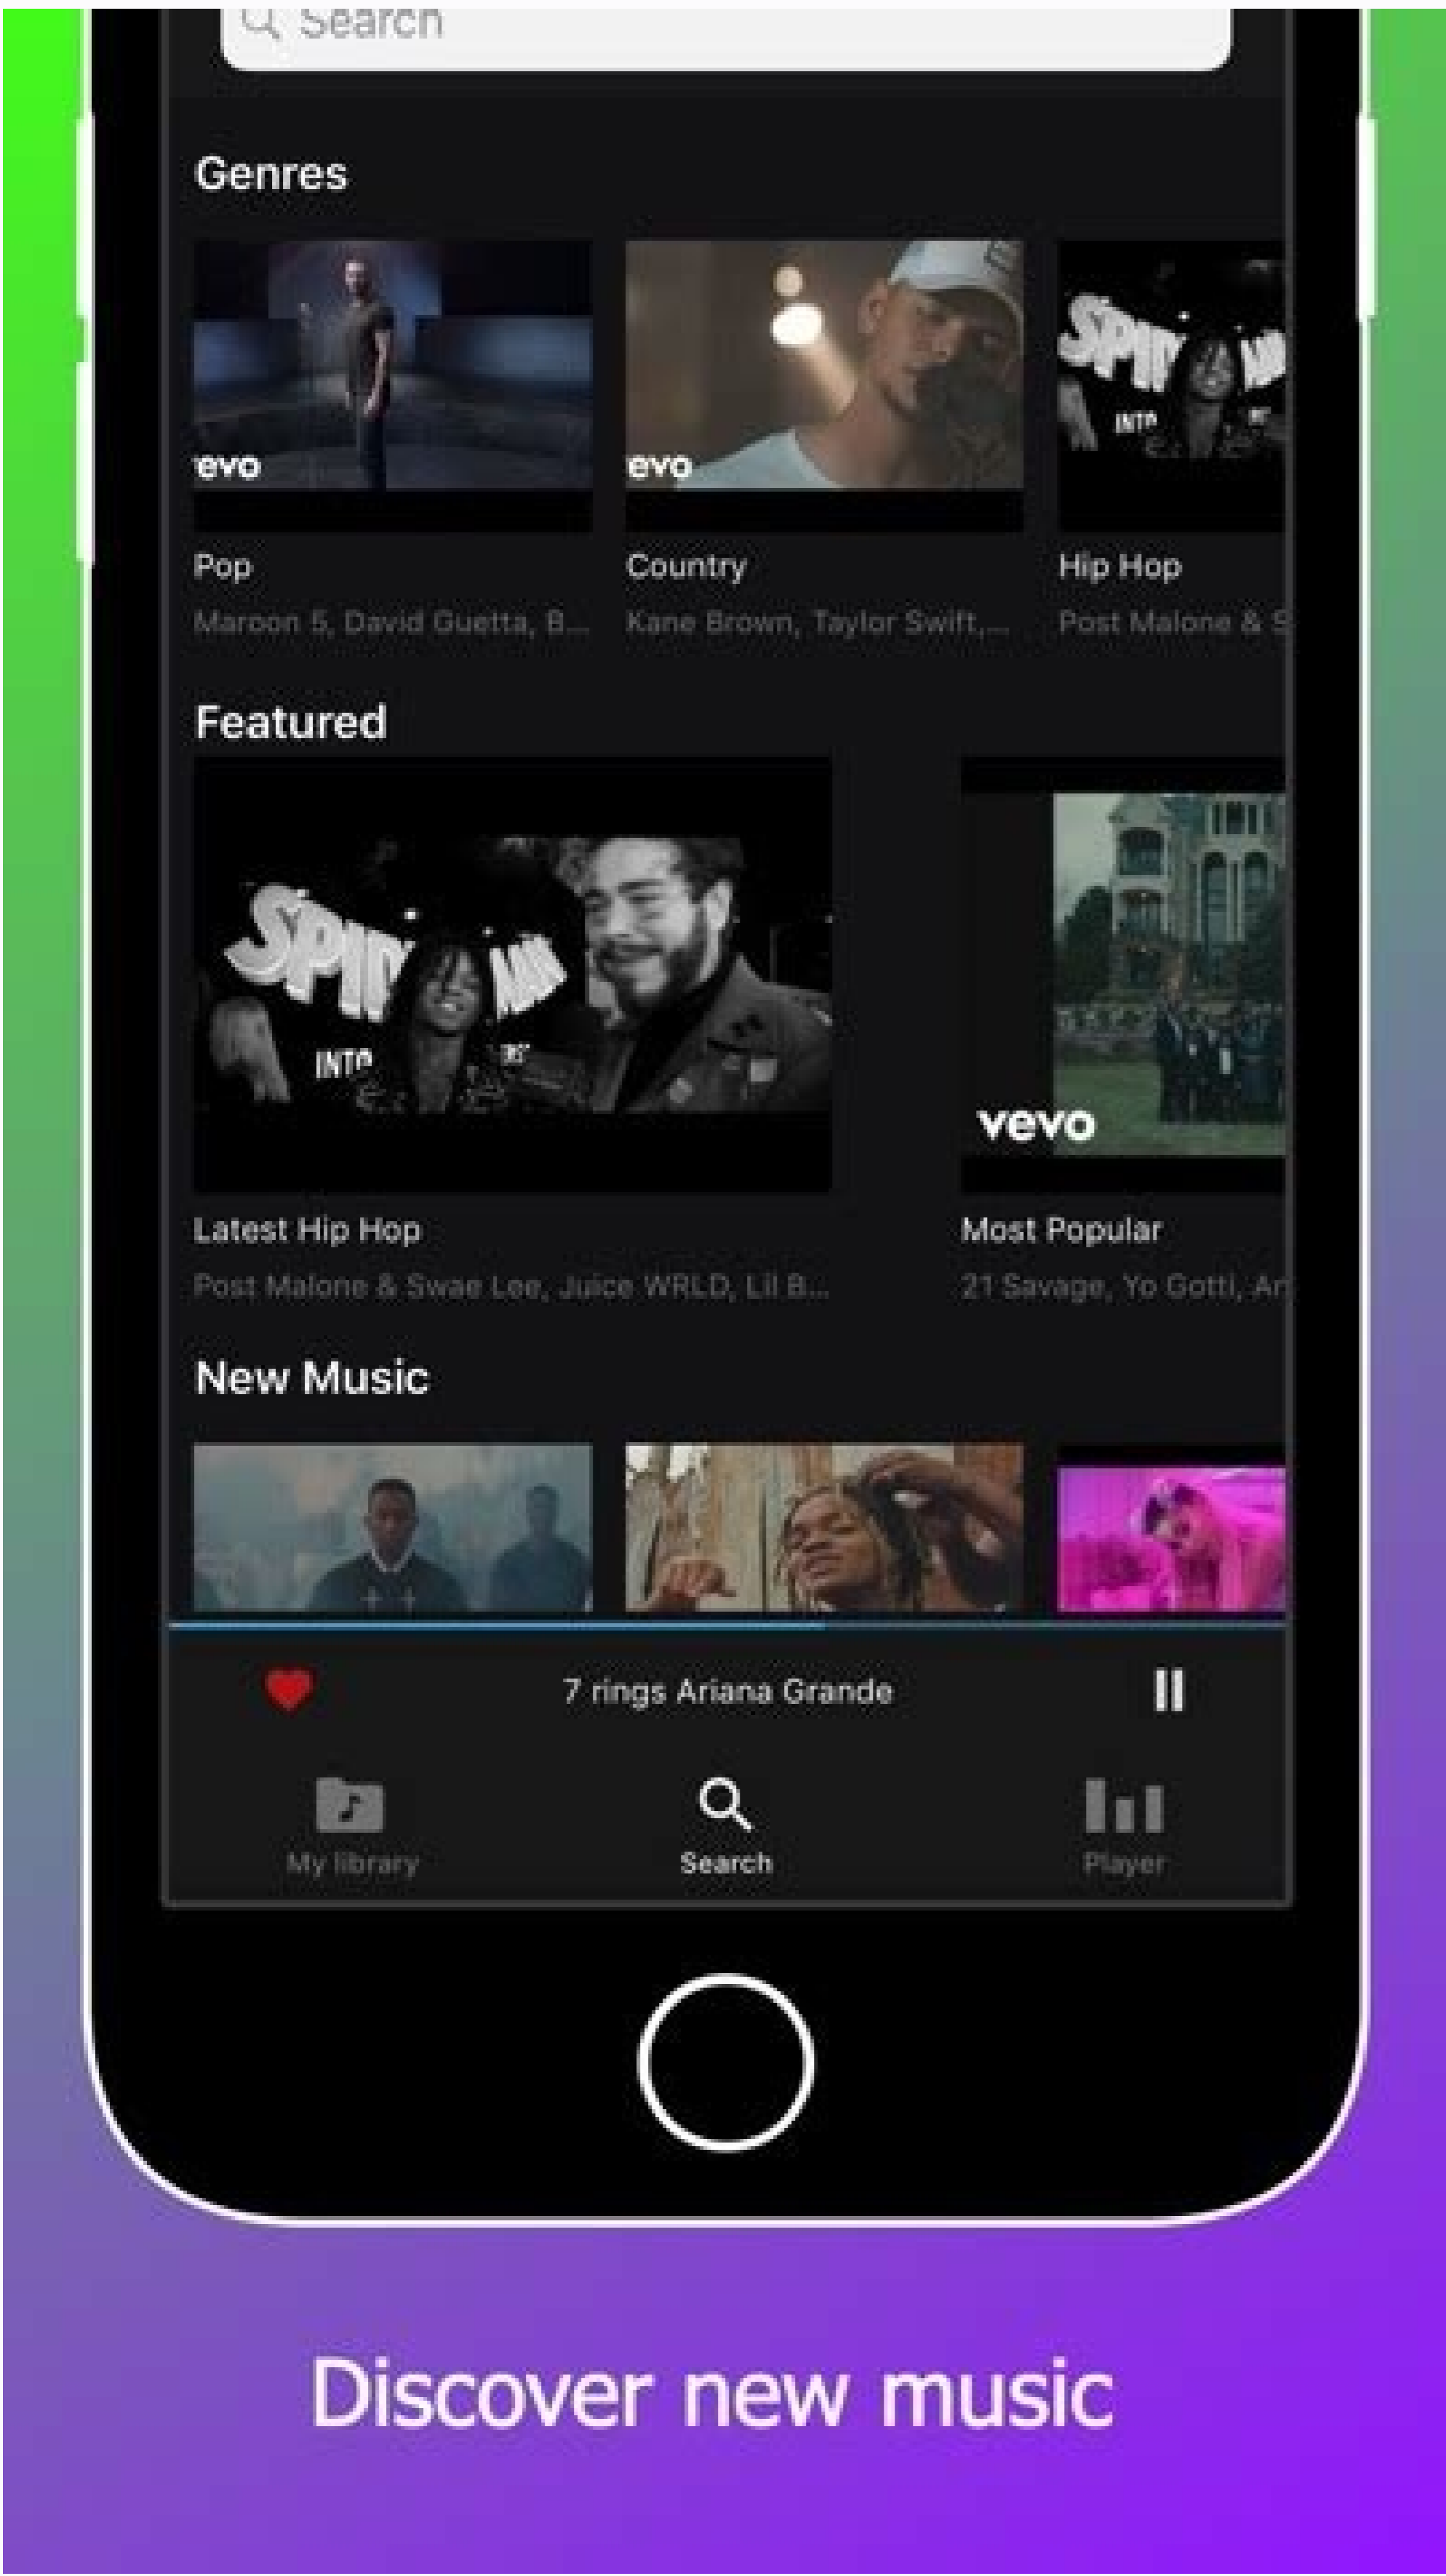 Search
Genres
evo
evo
INTO
Pop
Country
Hip Hop
Maroon 5, David Guetta, B...
Kane Brown, Taylor Swift,...
Post Malone & S
Featured
INTO
vevo
Latest Hip Hop
Most Popular
Post Malone & Swae Lee, Juice WRLD, Lil B...
21 Savage, Yo Gotti, Ar
New Music
7 rings Ariana Grande
My library
Search
Player
Discover new music